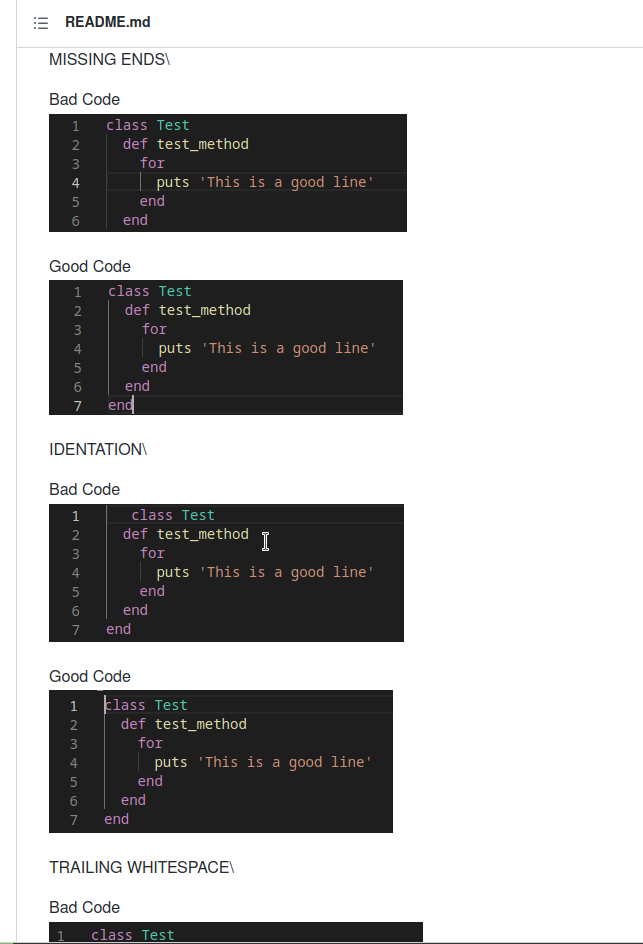 README.md
MISSING ENDS\
Bad Code
1 class Test
2 def test_method
3 for
4 puts 'This is a good line'
5 end
6 end
Good Code
1 class Test
2 def test_method
3 for
4 puts 'This is a good line'
5 end
6 end
7 end
IDENTATION\
Bad Code
1 class Test
2 def test_method
3 for
4 puts 'This is a good line'
5 end
6 end
7 end
Good Code
1 class Test
2 def test_method
3 for
4 puts 'This is a good line'
5 end
6 end
7 end
TRAILING WHITESPACE\
Bad Code
1 class Test